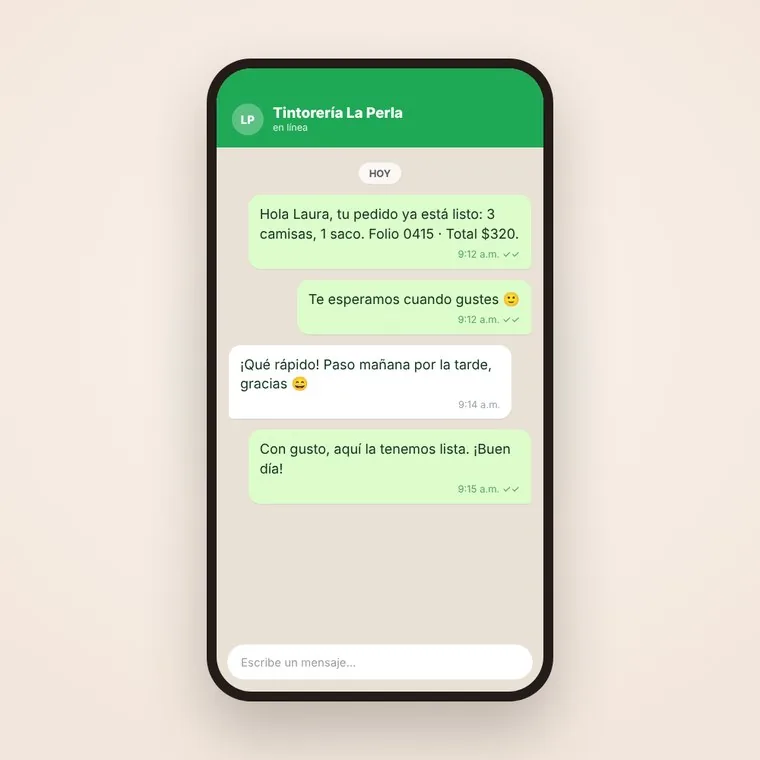 LP
Tintorería La Perla
en línea
HOY
Hola Laura, tu pedido ya está listo: 3
camisas, 1 saco. Folio 0415 · Total $320.
9:12 a.m. ✓✓
Te esperamos cuando gustes 🙂
9:12 a.m. ✓✓
¡Qué rápido! Paso mañana por la tarde,
gracias 😄
9:14 a.m.
Con gusto, aquí la tenemos lista. ¡Buen
día!
9:15 a.m. ✓✓
Escribe un mensaje...